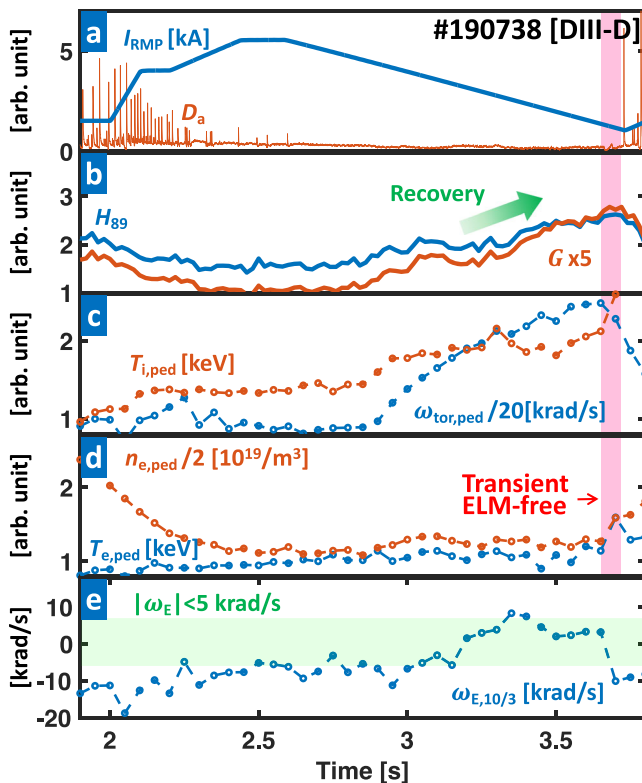 #190738 [DIII-D]
a
I_RMP [kA]
D_a
[arb. unit]
5
0
b
H_89
Recovery
G x5
[arb. unit]
3
2
1
c
T_i,ped [keV]
ω_tor,ped /20[krad/s]
[arb. unit]
2
1
d
n_e,ped /2 [10^19/m^3]
T_e,ped [keV]
Transient
ELM-free
[arb. unit]
2
1
e
|ω_E|<5 krad/s
ω_E,10/3 [krad/s]
[krad/s]
10
0
-10
-20
2 2.5 3 3.5
Time [s]